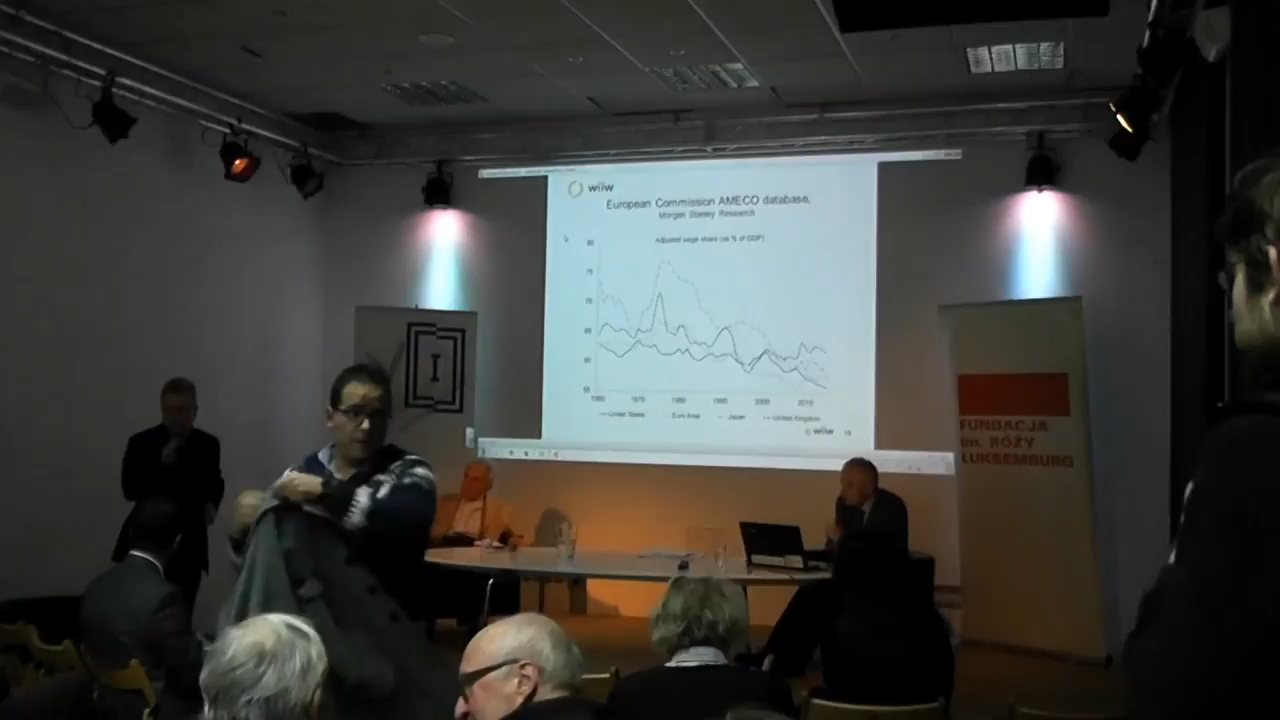 wiiw
European Commission AMECO database,
Morgan Stanley Research
Adjusted wage share (as % of GDP)
80
75
70
65
60
55
1960 1970 1980 1990 2000 2010
United States Euro Area Japan United Kingdom
© wiiw
I
FUNDACJA
im. RÓŻY
LUKSEMBURG